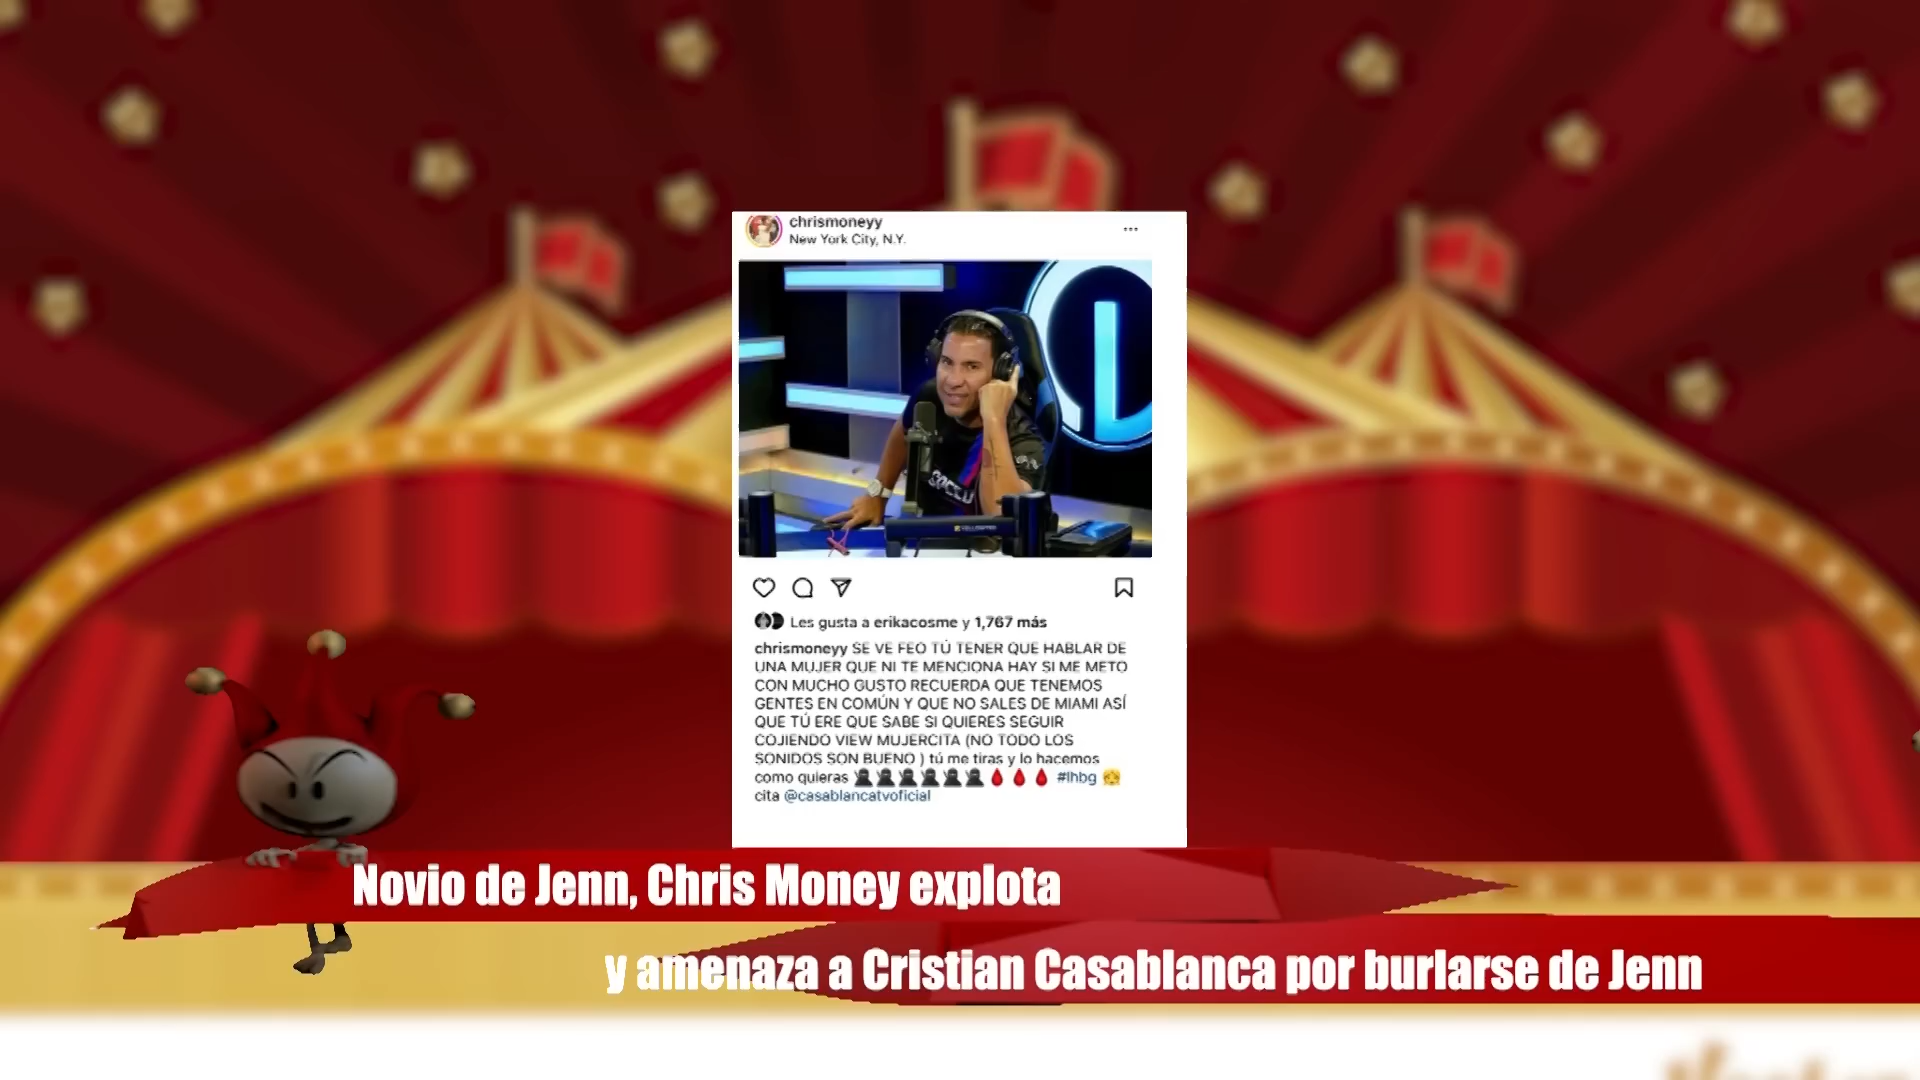 chrismoneyy
New York City, N.Y.
Les gusta a erikacosme y 1,767 más
chrismoneyy SE VE FEO TÚ TENER QUE HABLAR DE
UNA MUJER QUE NI TE MENCIONA HAY SI ME METO
CON MUCHO GUSTO RECUERDA QUE TENEMOS
GENTES EN COMÚN Y QUE NO SALES DE MIAMI ASÍ
QUE TÚ ERE QUE SABE SI QUIERES SEGUIR
COJIENDO VIEW MUJERCITA (NO TODO LOS
SONIDOS SON BUENO ) tú me tiras y lo hacemos
como quieras 🥷🥷🥷🥷🥷🥷🩸🩸🩸 #lhbg 👧
cita @casablancatvoficial
Novio de Jenn, Chris Money explota
y amenaza a Cristian Casablanca por burlarse de Jenn